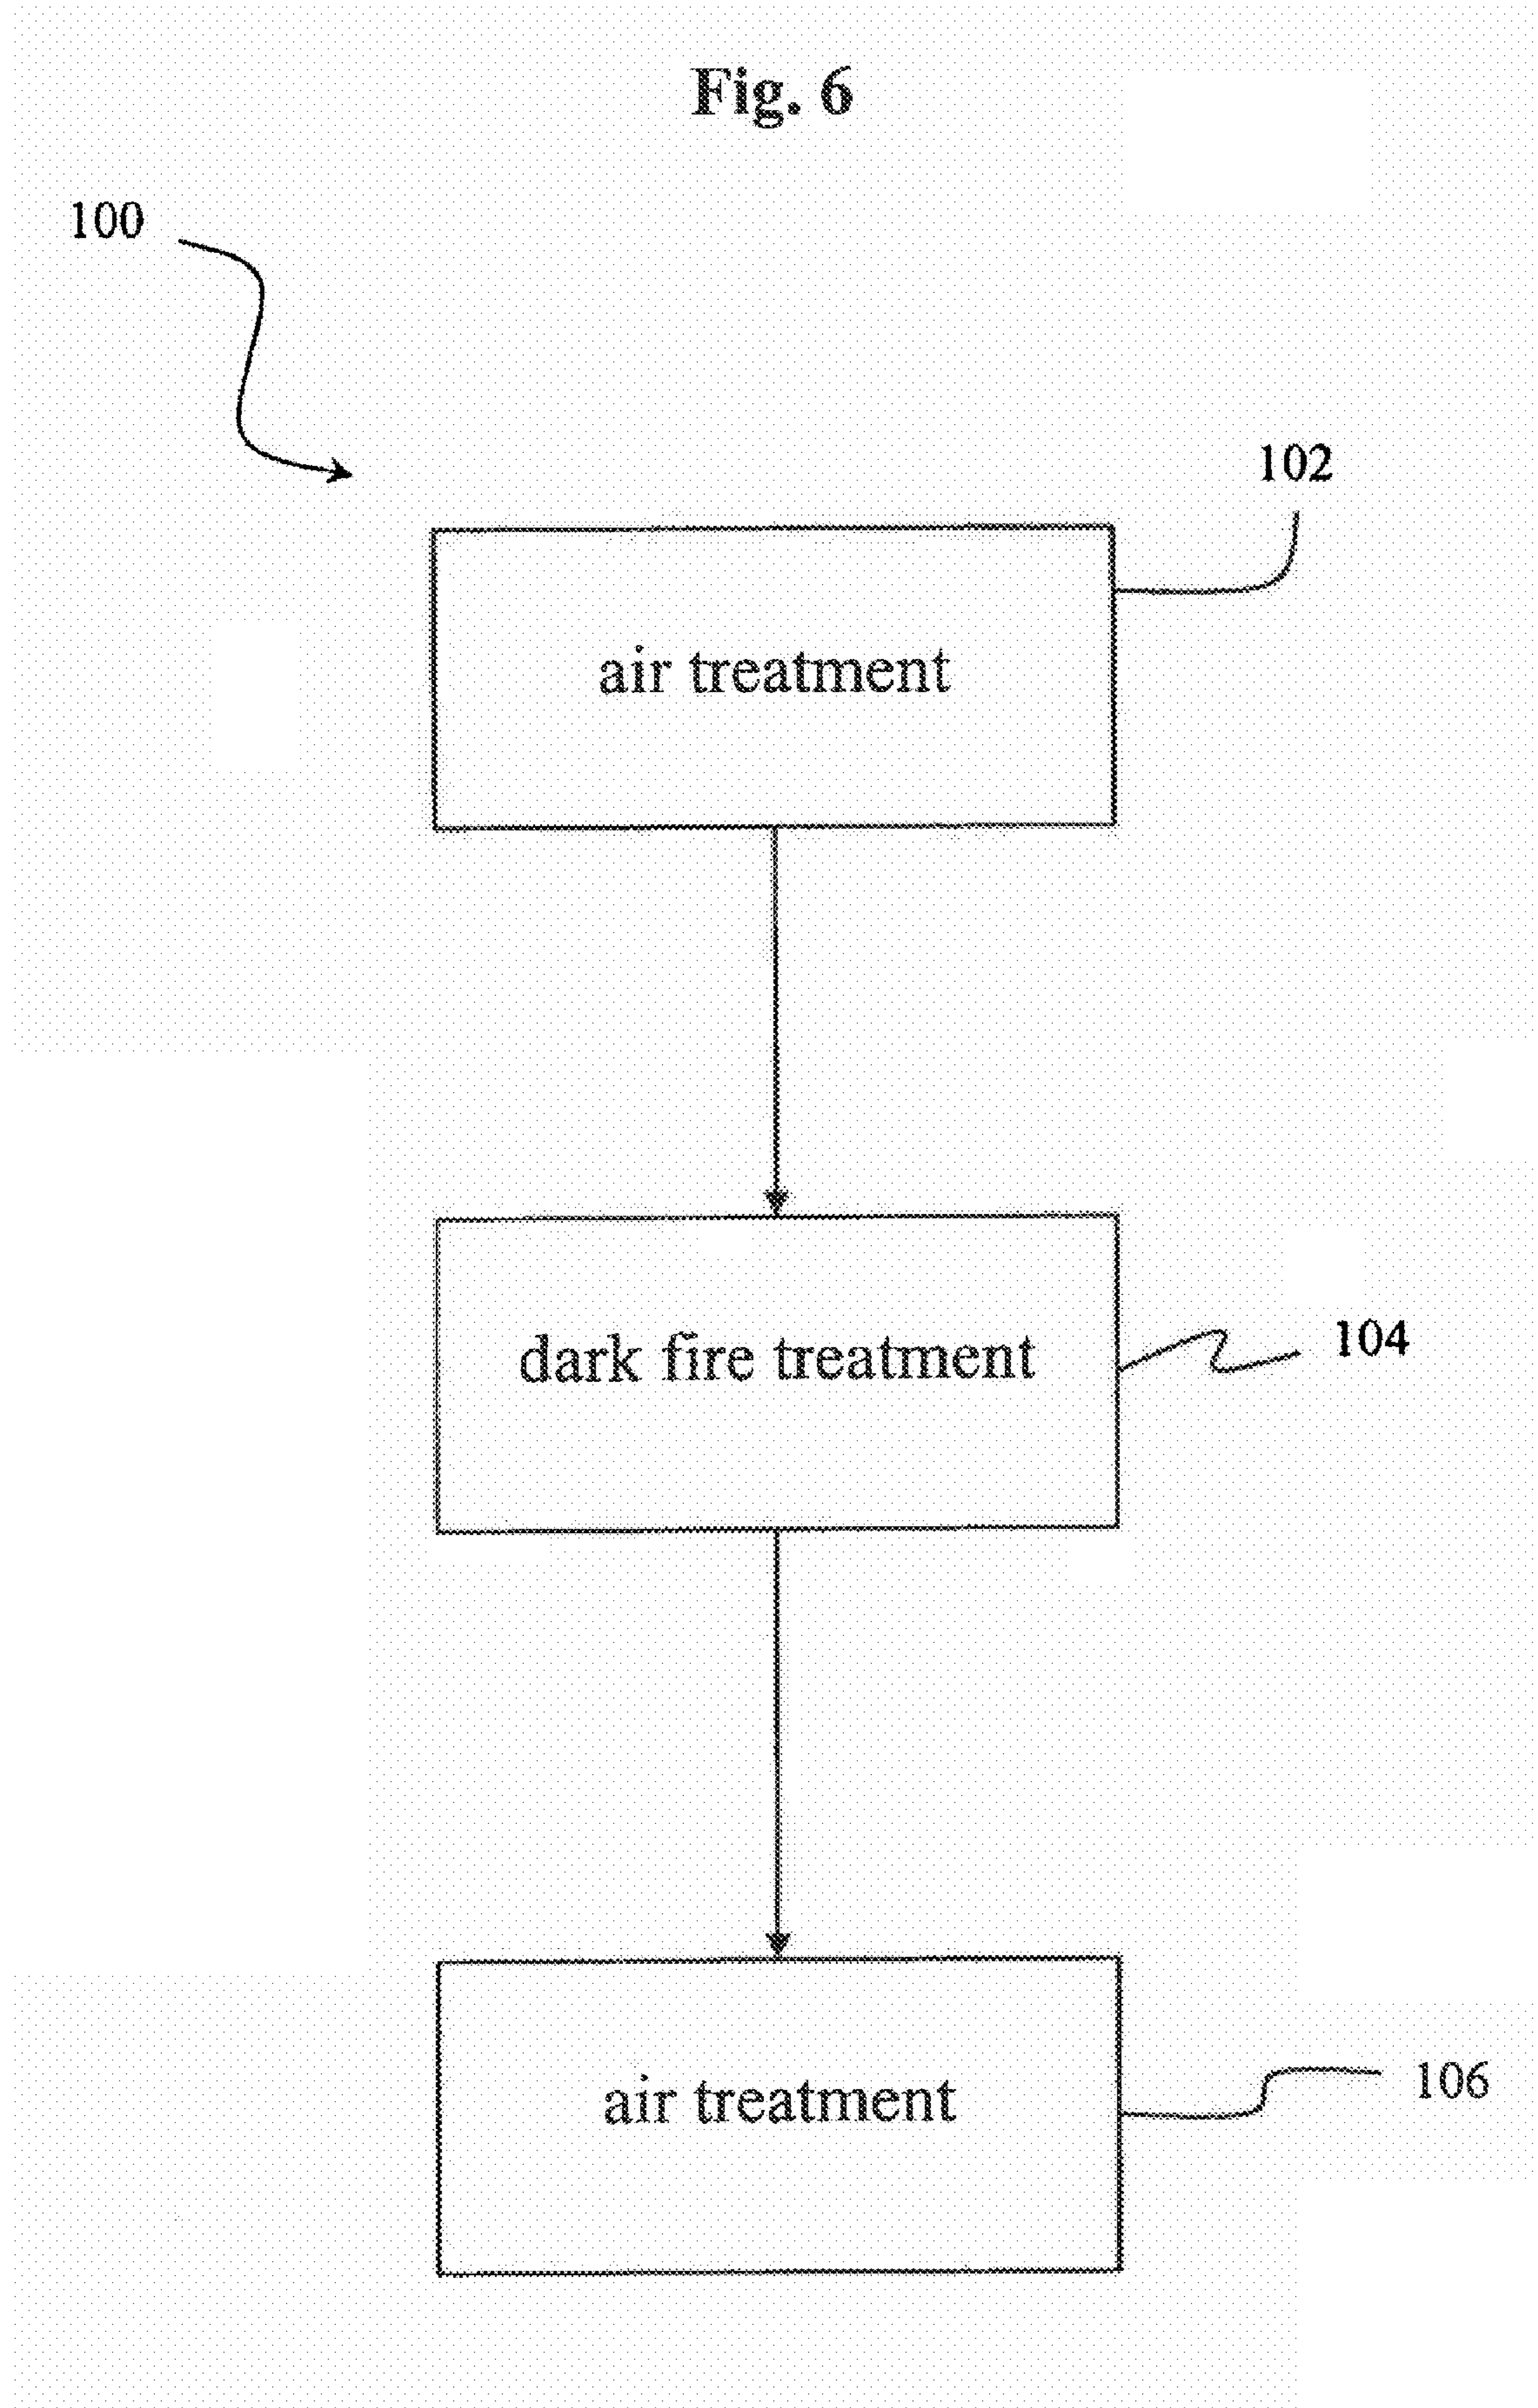 Fig. 6
100
102
air treatment
dark fire treatment
104
air treatment
106